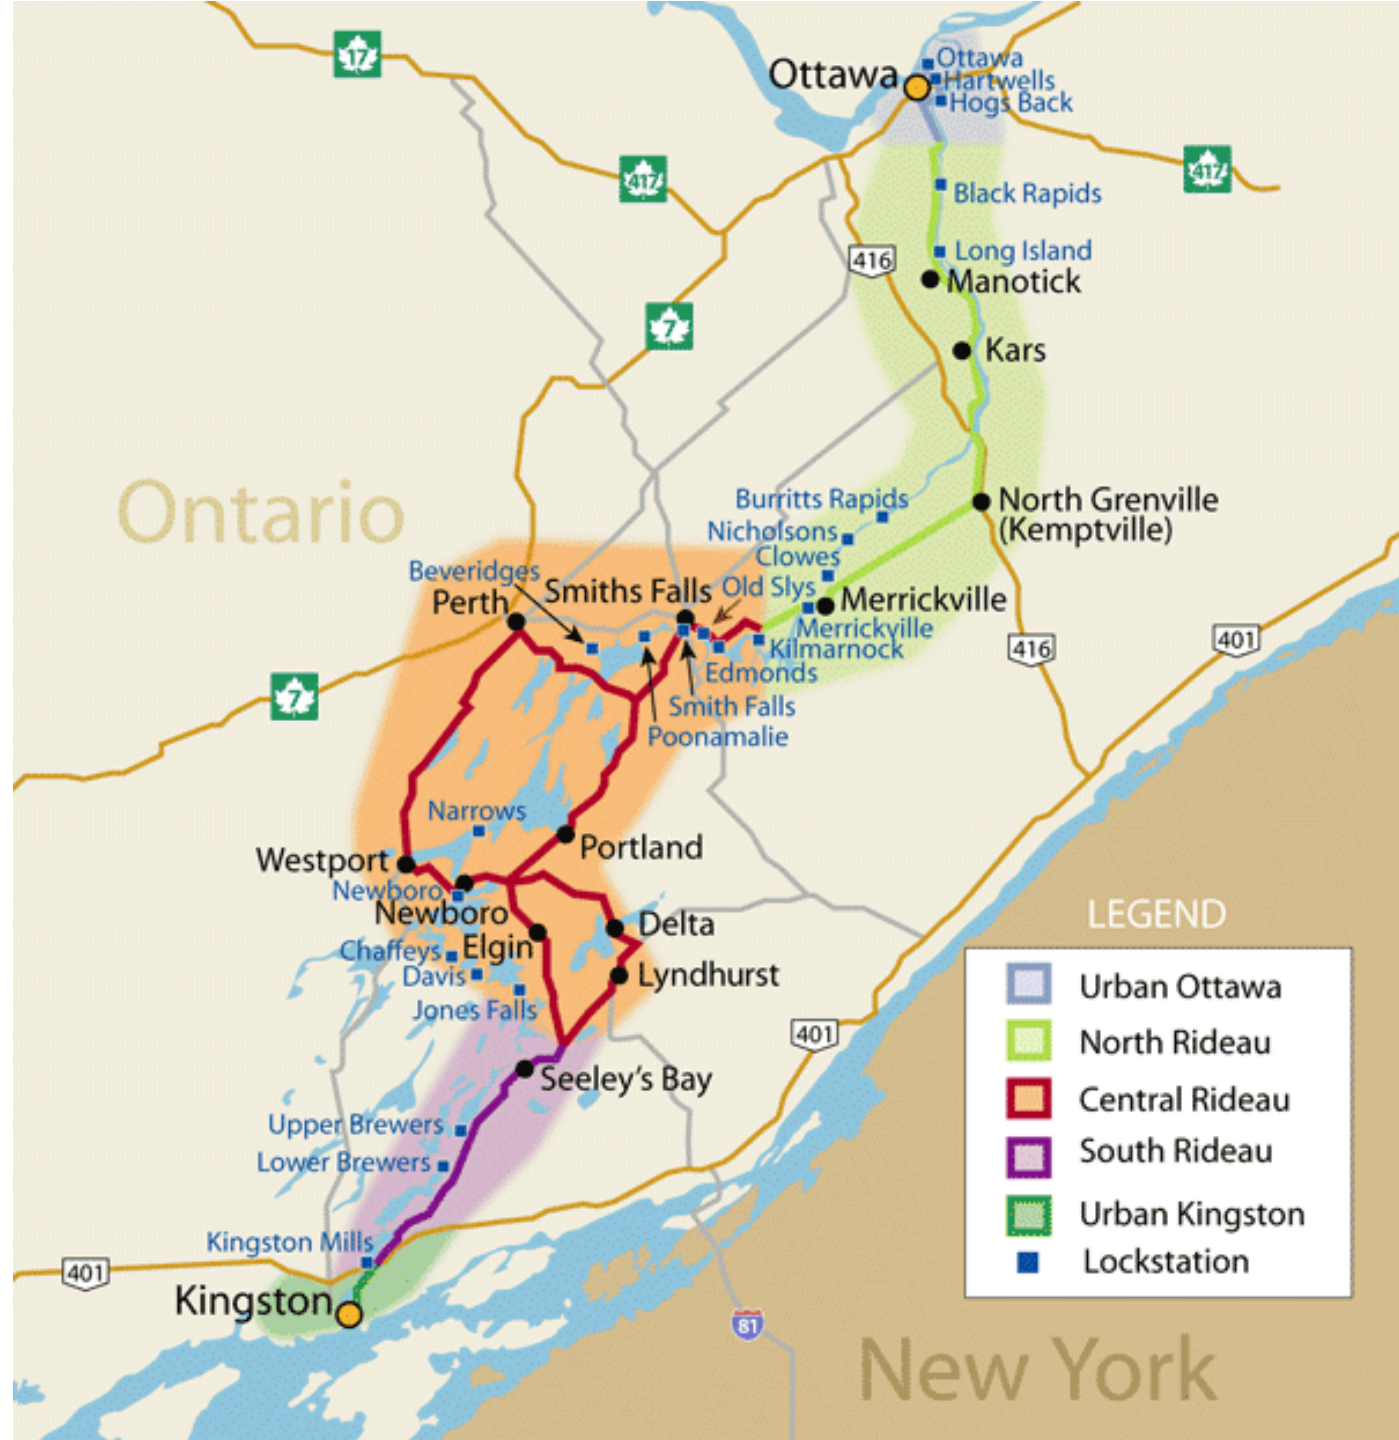 17
Ottawa
Ottawa
Hartwells
Hogs Back
417
417
Black Rapids
Long Island
416
Manotick
7
Kars
Ontario
Burritts Rapids
North Grenville
(Kemptville)
Nicholsons
Clowes
Beveridges
Old Slys
Smiths Falls
Perth
Merrickville
Merrickville
Kilmarnock
416
401
Edmonds
7
Smith Falls
Poonamalie
Narrows
Portland
Westport
Newboro
Newboro
Delta
Elgin
Chaffeys
Davis
Lyndhurst
Jones Falls
401
Seeley's Bay
Upper Brewers
Lower Brewers
Kingston Mills
401
Kingston
81
New York
LEGEND
Urban Ottawa
North Rideau
Central Rideau
South Rideau
Urban Kingston
Lockstation